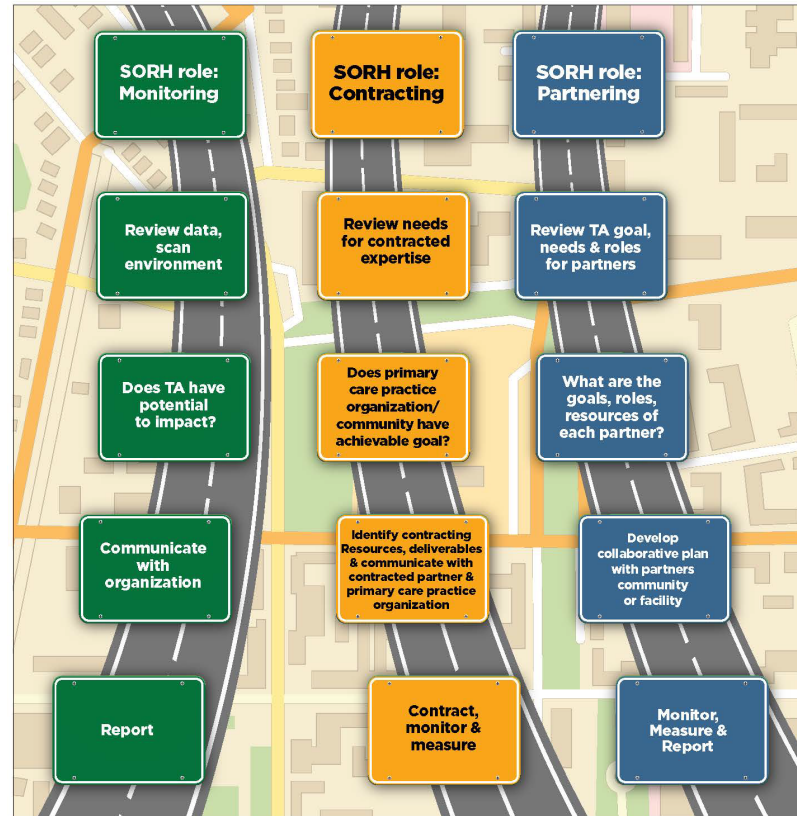 SORH role:
Monitoring
Review data,
scan
environment
Does TA have
potential
to impact?
Communicate
with
organization
Report
SORH role:
Contracting
Review needs
for contracted
expertise
Does primary
care practice
organization/
community have
achievable goal?
Identify contracting
Resources, deliverables
& communicate with
contracted partner &
primary care practice
organization
Contract,
monitor &
measure
SORH role:
Partnering
Review TA goal,
needs & roles
for partners
What are the
goals, roles,
resources of
each partner?
Develop
collaborative plan
with partners
community
or facility
Monitor,
Measure &
Report